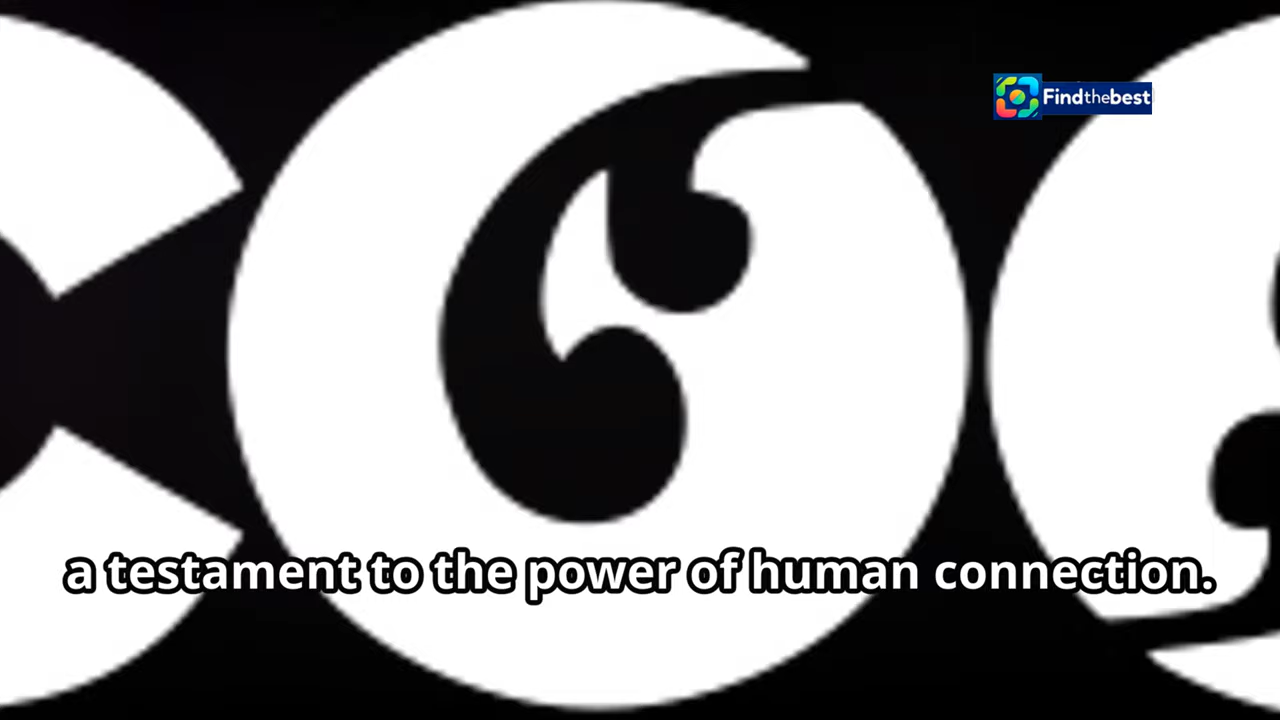 Findthebest
a testament to the power of human connection.